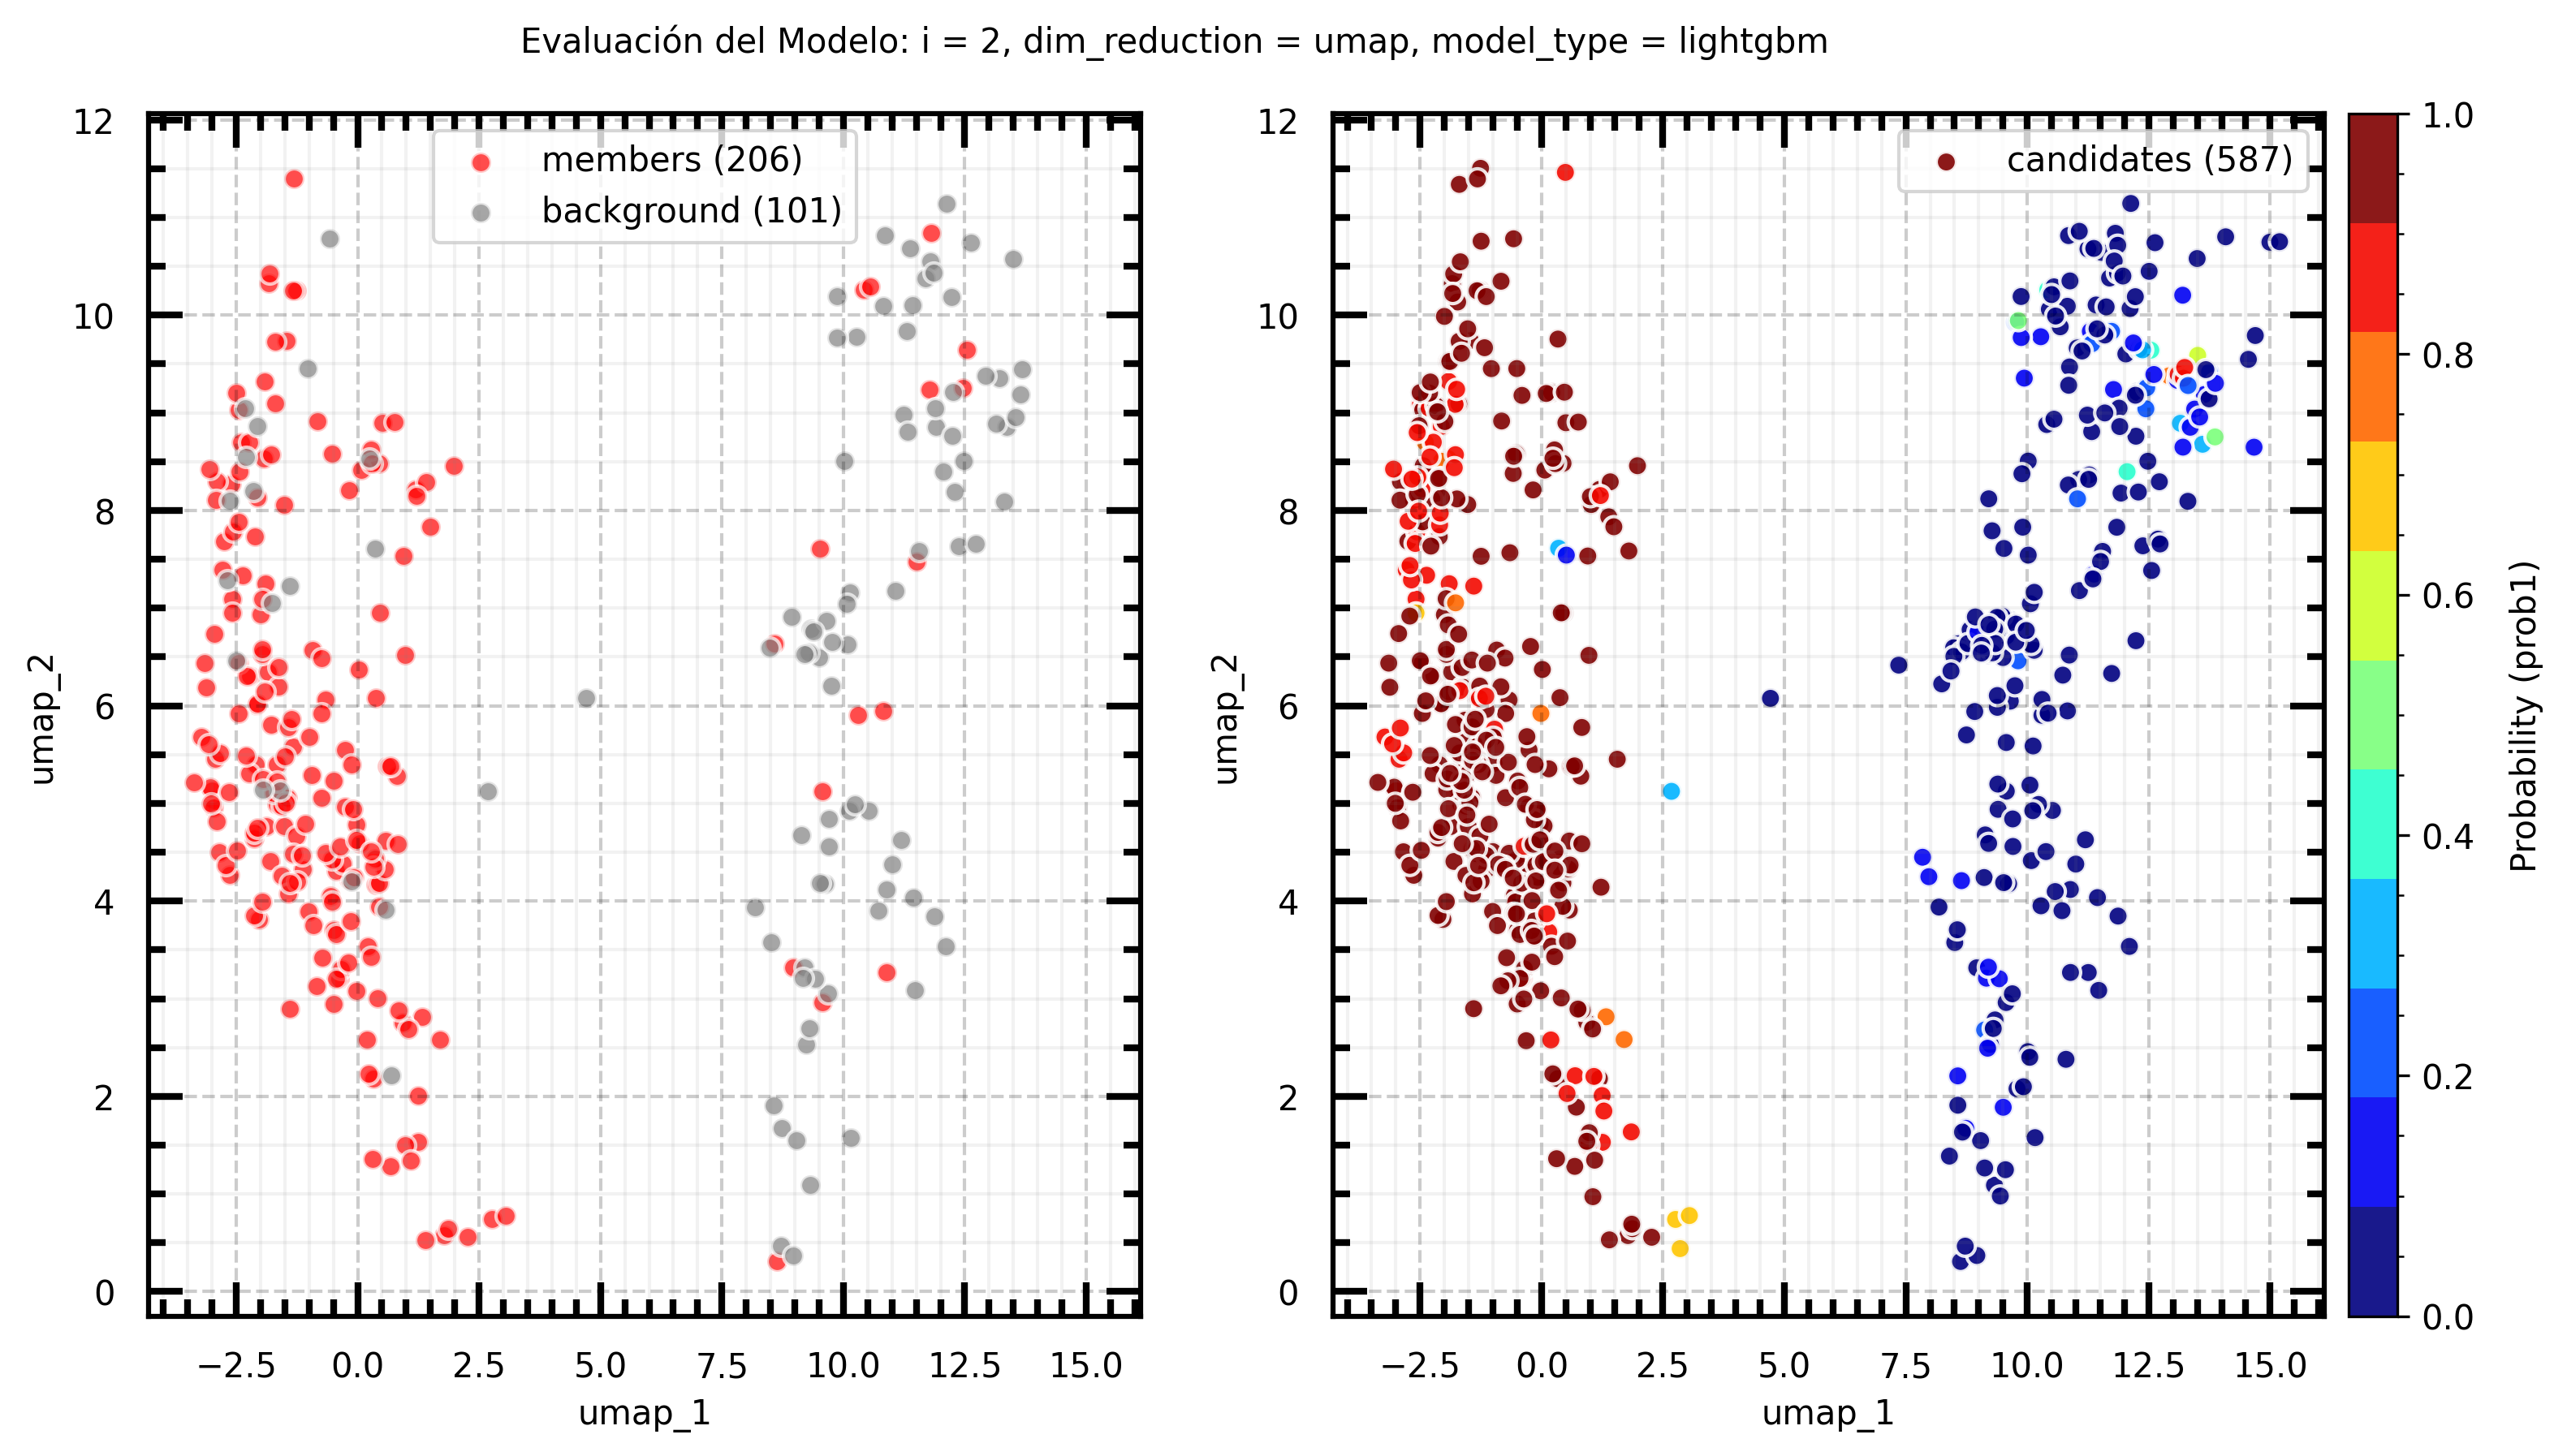 Evaluación del Modelo: i = 2, dim_reduction = umap, model_type = lightgbm
members (206)
background (101)
12
10
8
6
4
2
0
umap_2
−2.5 0.0 2.5 5.0 7.5 10.0 12.5 15.0
umap_1
candidates (587)
12
10
8
6
4
2
0
umap_2
−2.5 0.0 2.5 5.0 7.5 10.0 12.5 15.0
umap_1
1.0
0.8
0.6
0.4
0.2
0.0
Probability (prob1)